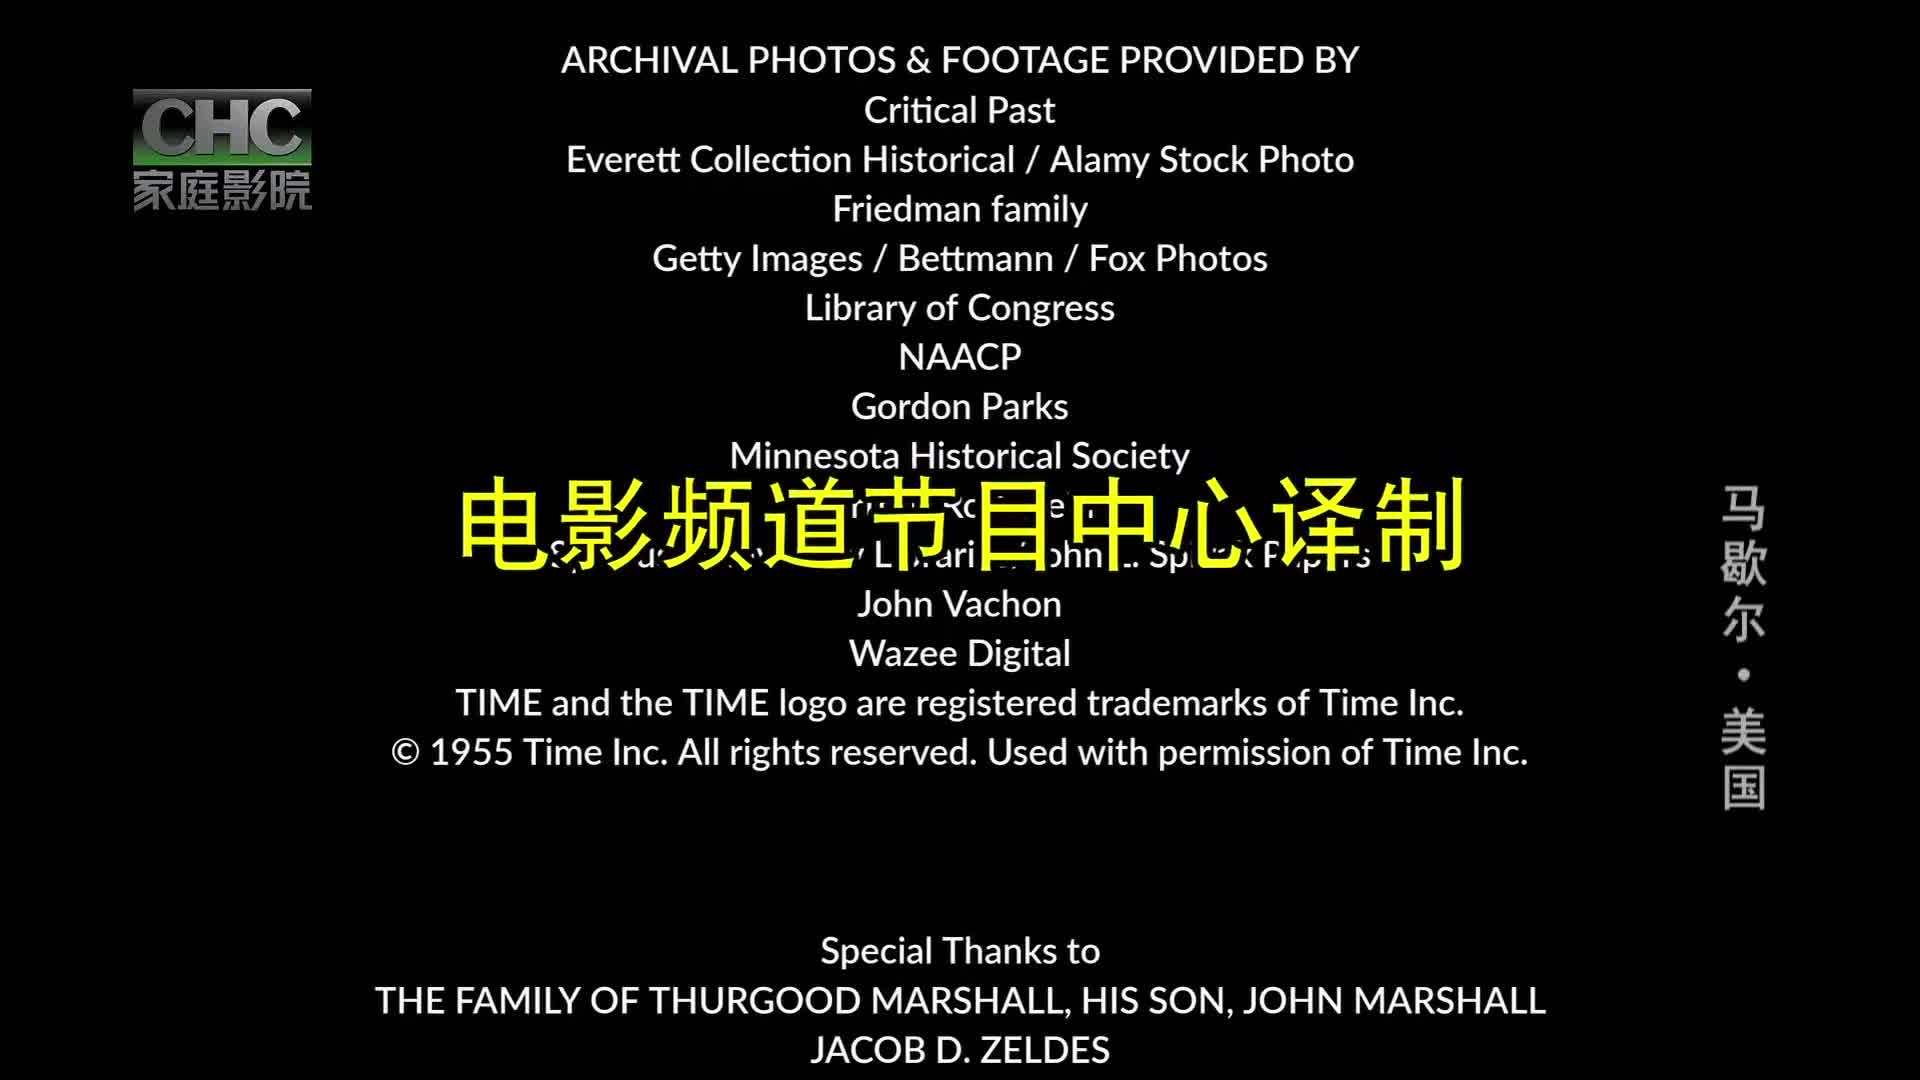 ARCHIVAL PHOTOS & FOOTAGE PROVIDED BY
CHC
家庭影院
Critical Past
Everett Collection Historical / Alamy Stock Photo
Friedman family
Getty Images / Bettmann / Fox Photos
Library of Congress
NAACP
Gordon Parks
Minnesota Historical Society
电影频道节目中心译制
John Vachon
Wazee Digital
TIME and the TIME logo are registered trademarks of Time Inc.
© 1955 Time Inc. All rights reserved. Used with permission of Time Inc.
马歇尔·美国
Special Thanks to
THE FAMILY OF THURGOOD MARSHALL, HIS SON, JOHN MARSHALL
JACOB D. ZELDES